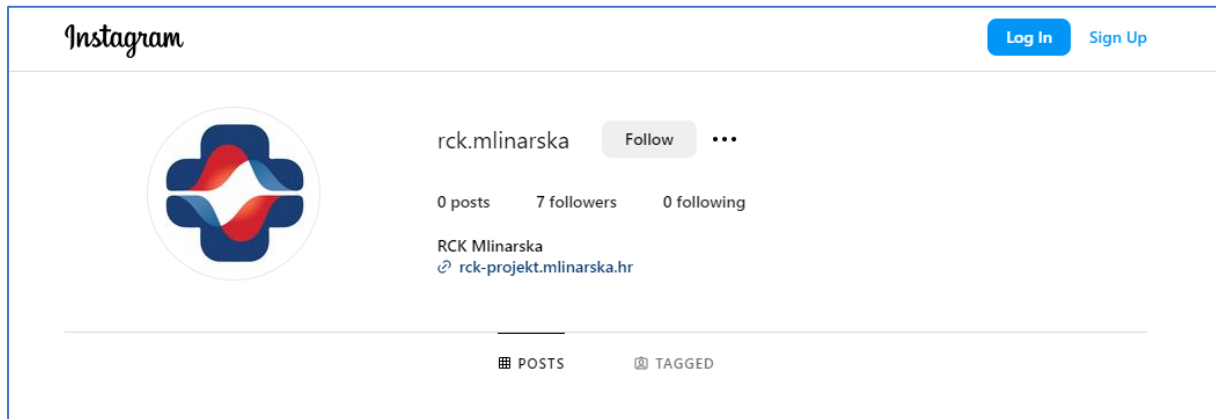 Instagram
Log In
Sign Up
rck.mlinarska
Follow
0 posts 7 followers 0 following
RCK Mlinarska
rck-projekt.mlinarska.hr
POSTS
TAGGED